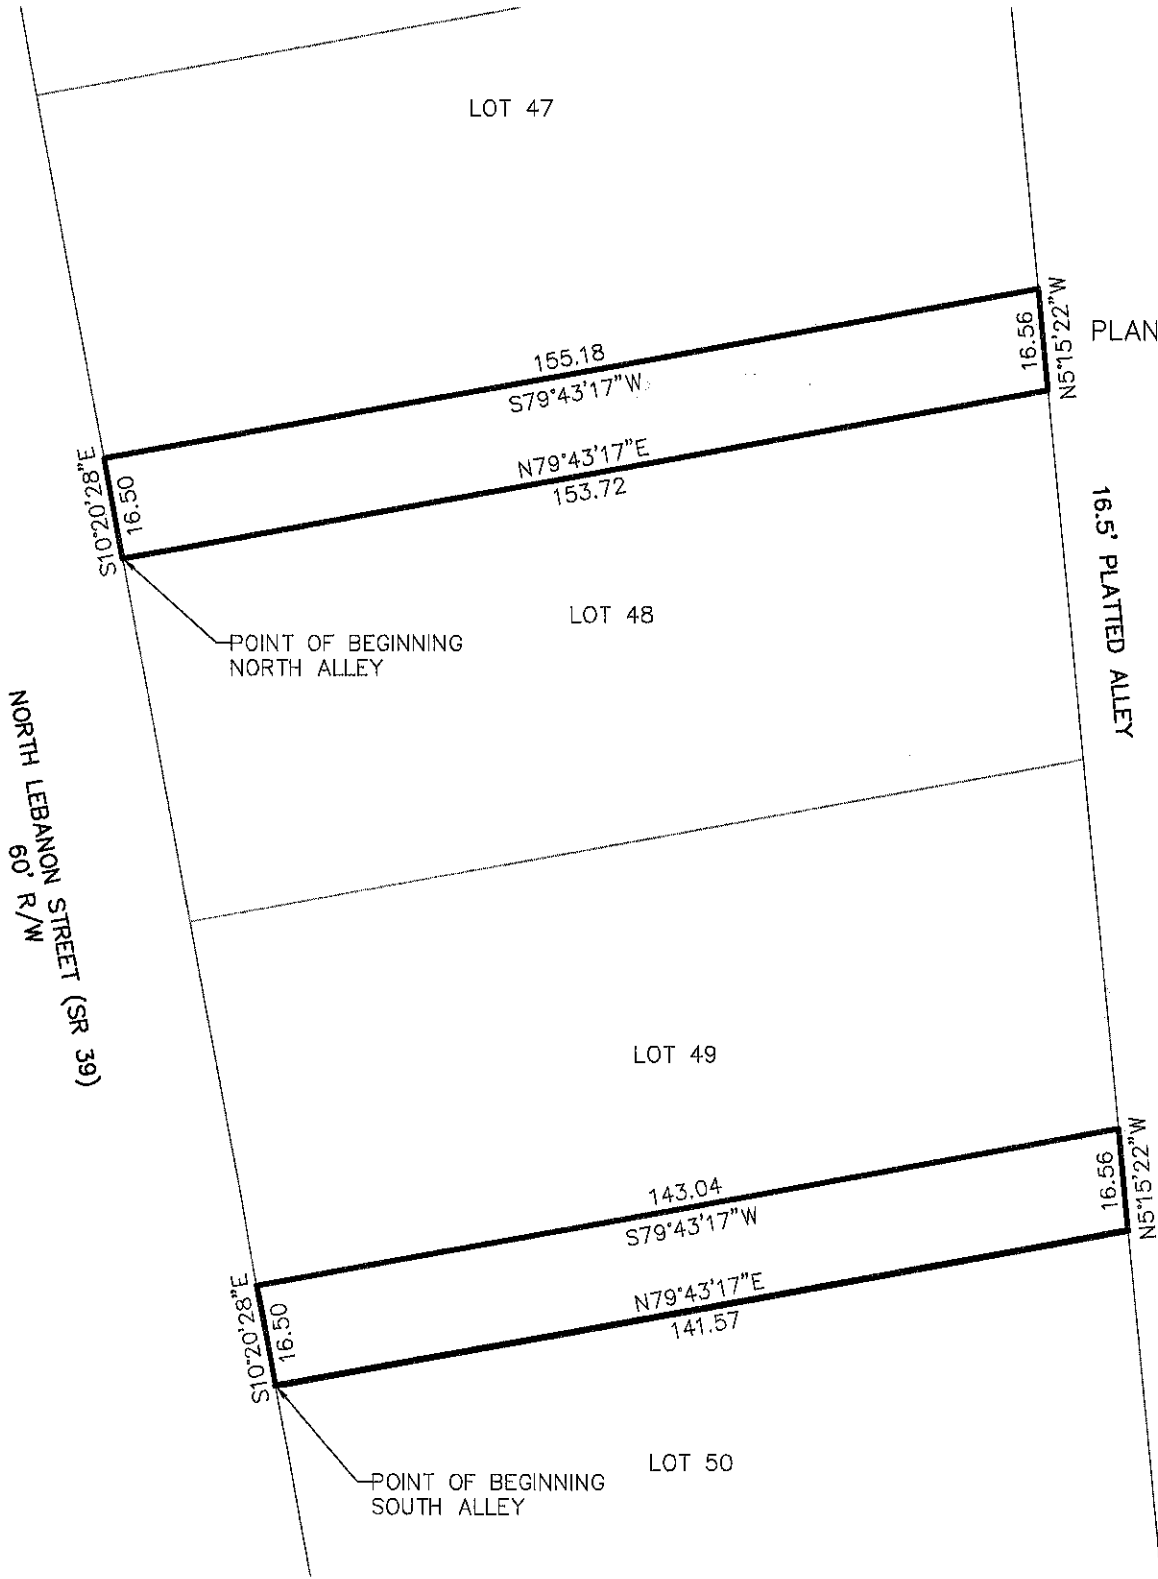 LOT 47
155.18
S79°43'17"W
16.56
N5°15'22"W
PLAN
S10°20'28"E
16.50
N79°43'17"E
153.72
16.5' PLATTED ALLEY
LOT 48
POINT OF BEGINNING
NORTH ALLEY
NORTH LEBANON STREET (SR 39)
60' R/W
LOT 49
143.04
S79°43'17"W
16.56
N5°15'22"W
S10°20'28"E
16.50
N79°43'17"E
141.57
LOT 50
POINT OF BEGINNING
SOUTH ALLEY